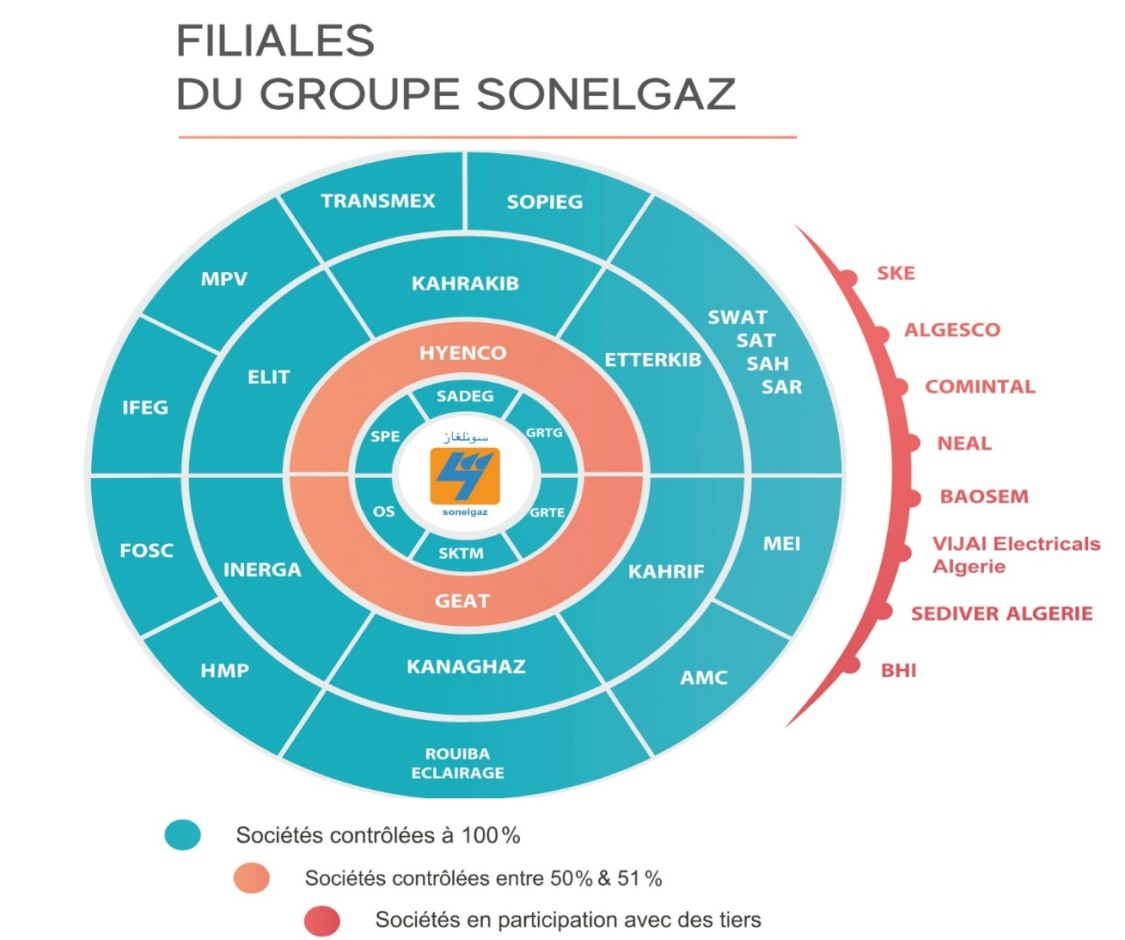 FILIALES
DU GROUPE SONELGAZ
TRANSMEX
SOPIEG
MPV
KAHRAKIB
SWAT
SAT
SAH
SAR
HYENCO
ETTERKIB
ELIT
IFEG
SADEG
SPE
GRTG
سونلغاز
sonelgaz
OS
GRTE
SKTM
FOSC
INERGA
GEAT
KAHRIF
MEI
HMP
KANAGHAZ
AMC
ROUIBA
ECLAIRAGE
SKE
ALGESCO
COMINTAL
NEAL
BAOSEM
VIJAI Electricals
Algerie
SEDIVER ALGERIE
BHI
Sociétés contrôlées à 100%
Sociétés contrôlées entre 50% & 51%
Sociétés en participation avec des tiers